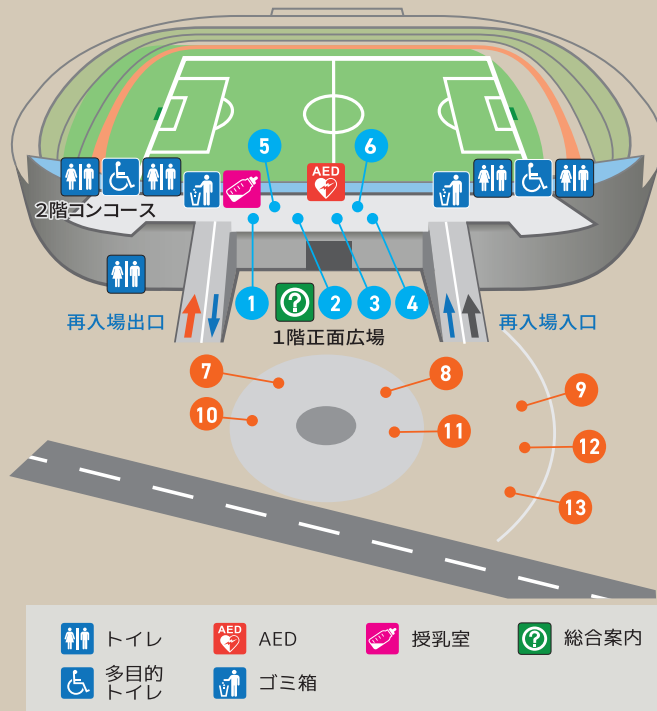 5
6
AED
2階コンコース
1
2
3
4
再入場出口
再入場入口
1階正面広場
7
8
9
10
11
12
13
トイレ
AED
AED
授乳室
総合案内
多目的
トイレ
ゴミ箱